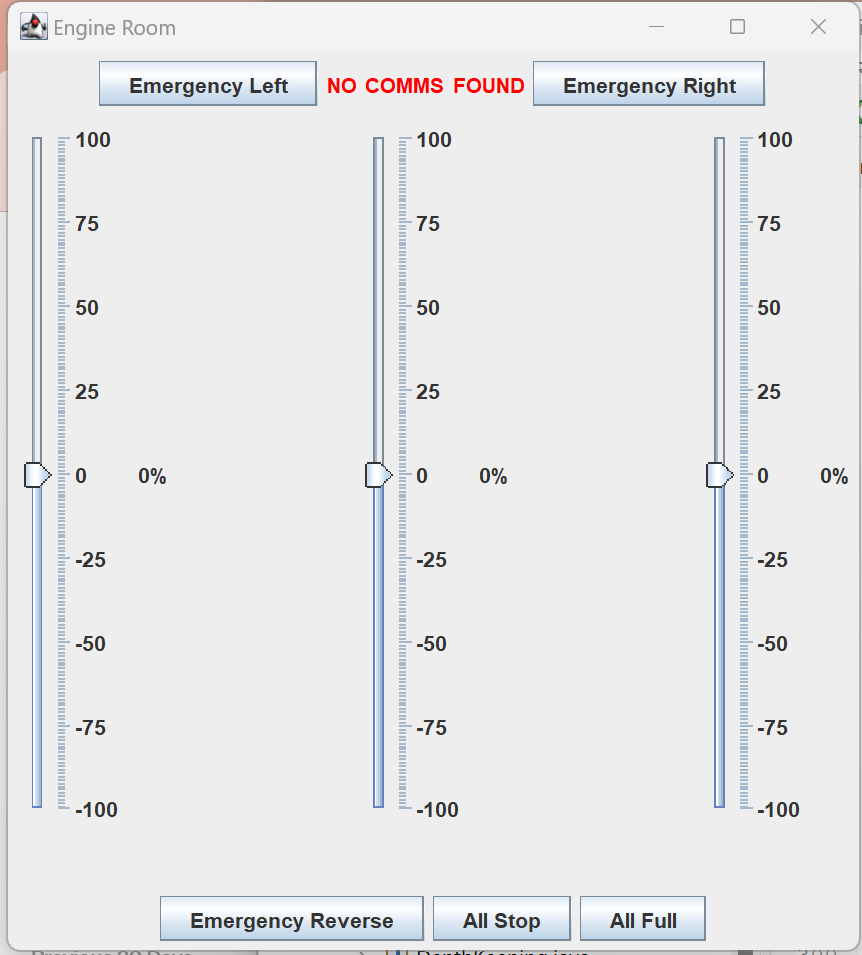 Engine Room
Emergency Left NO COMMS FOUND Emergency Right
100 100 100
75 75 75
50 50 50
25 25 25
0 0% 0 0% 0 0%
-25 -25 -25
-50 -50 -50
-75 -75 -75
-100 -100 -100
Emergency Reverse All Stop All Full